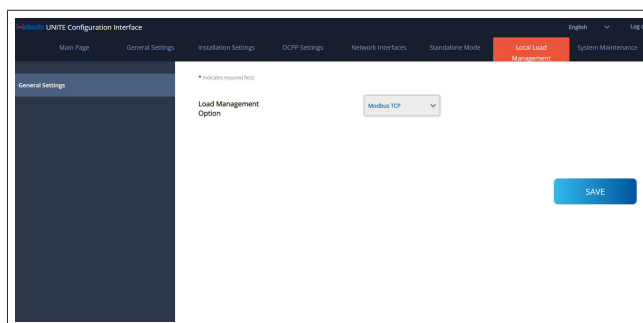 UNITE Configuration Interface
English
Log
Main Page
General Settings
Installation Settings
OCPP Settings
Network Interfaces
Standalone Mode
Local Load
Management
System Maintenance
General Settings
* Indicates required field.
Load Management
Option
Modbus TCP
SAVE